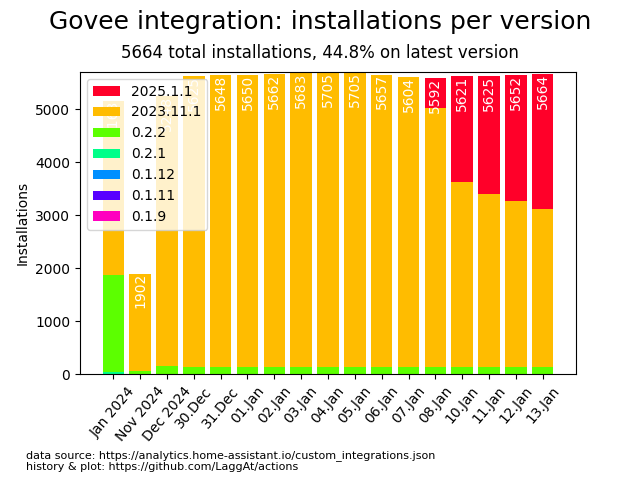 Govee integration: installations per version
5664 total installations, 44.8% on latest version
Installations
5000
4000
3000
2000
1000
0
2025.1.1
2023.11.1
0.2.2
0.2.1
0.1.12
0.1.11
0.1.9
1902
5648
5650
5662
5683
5705
5705
5657
5604
5592
5621
5625
5652
5664
Jan 2024
Nov 2024
Dec 2024
30.Dec
31.Dec
01.Jan
02.Jan
03.Jan
04.Jan
05.Jan
06.Jan
07.Jan
08.Jan
10.Jan
11.Jan
12.Jan
13.Jan
data source: https://analytics.home-assistant.io/custom_integrations.json
history & plot: https://github.com/LaggAt/actions